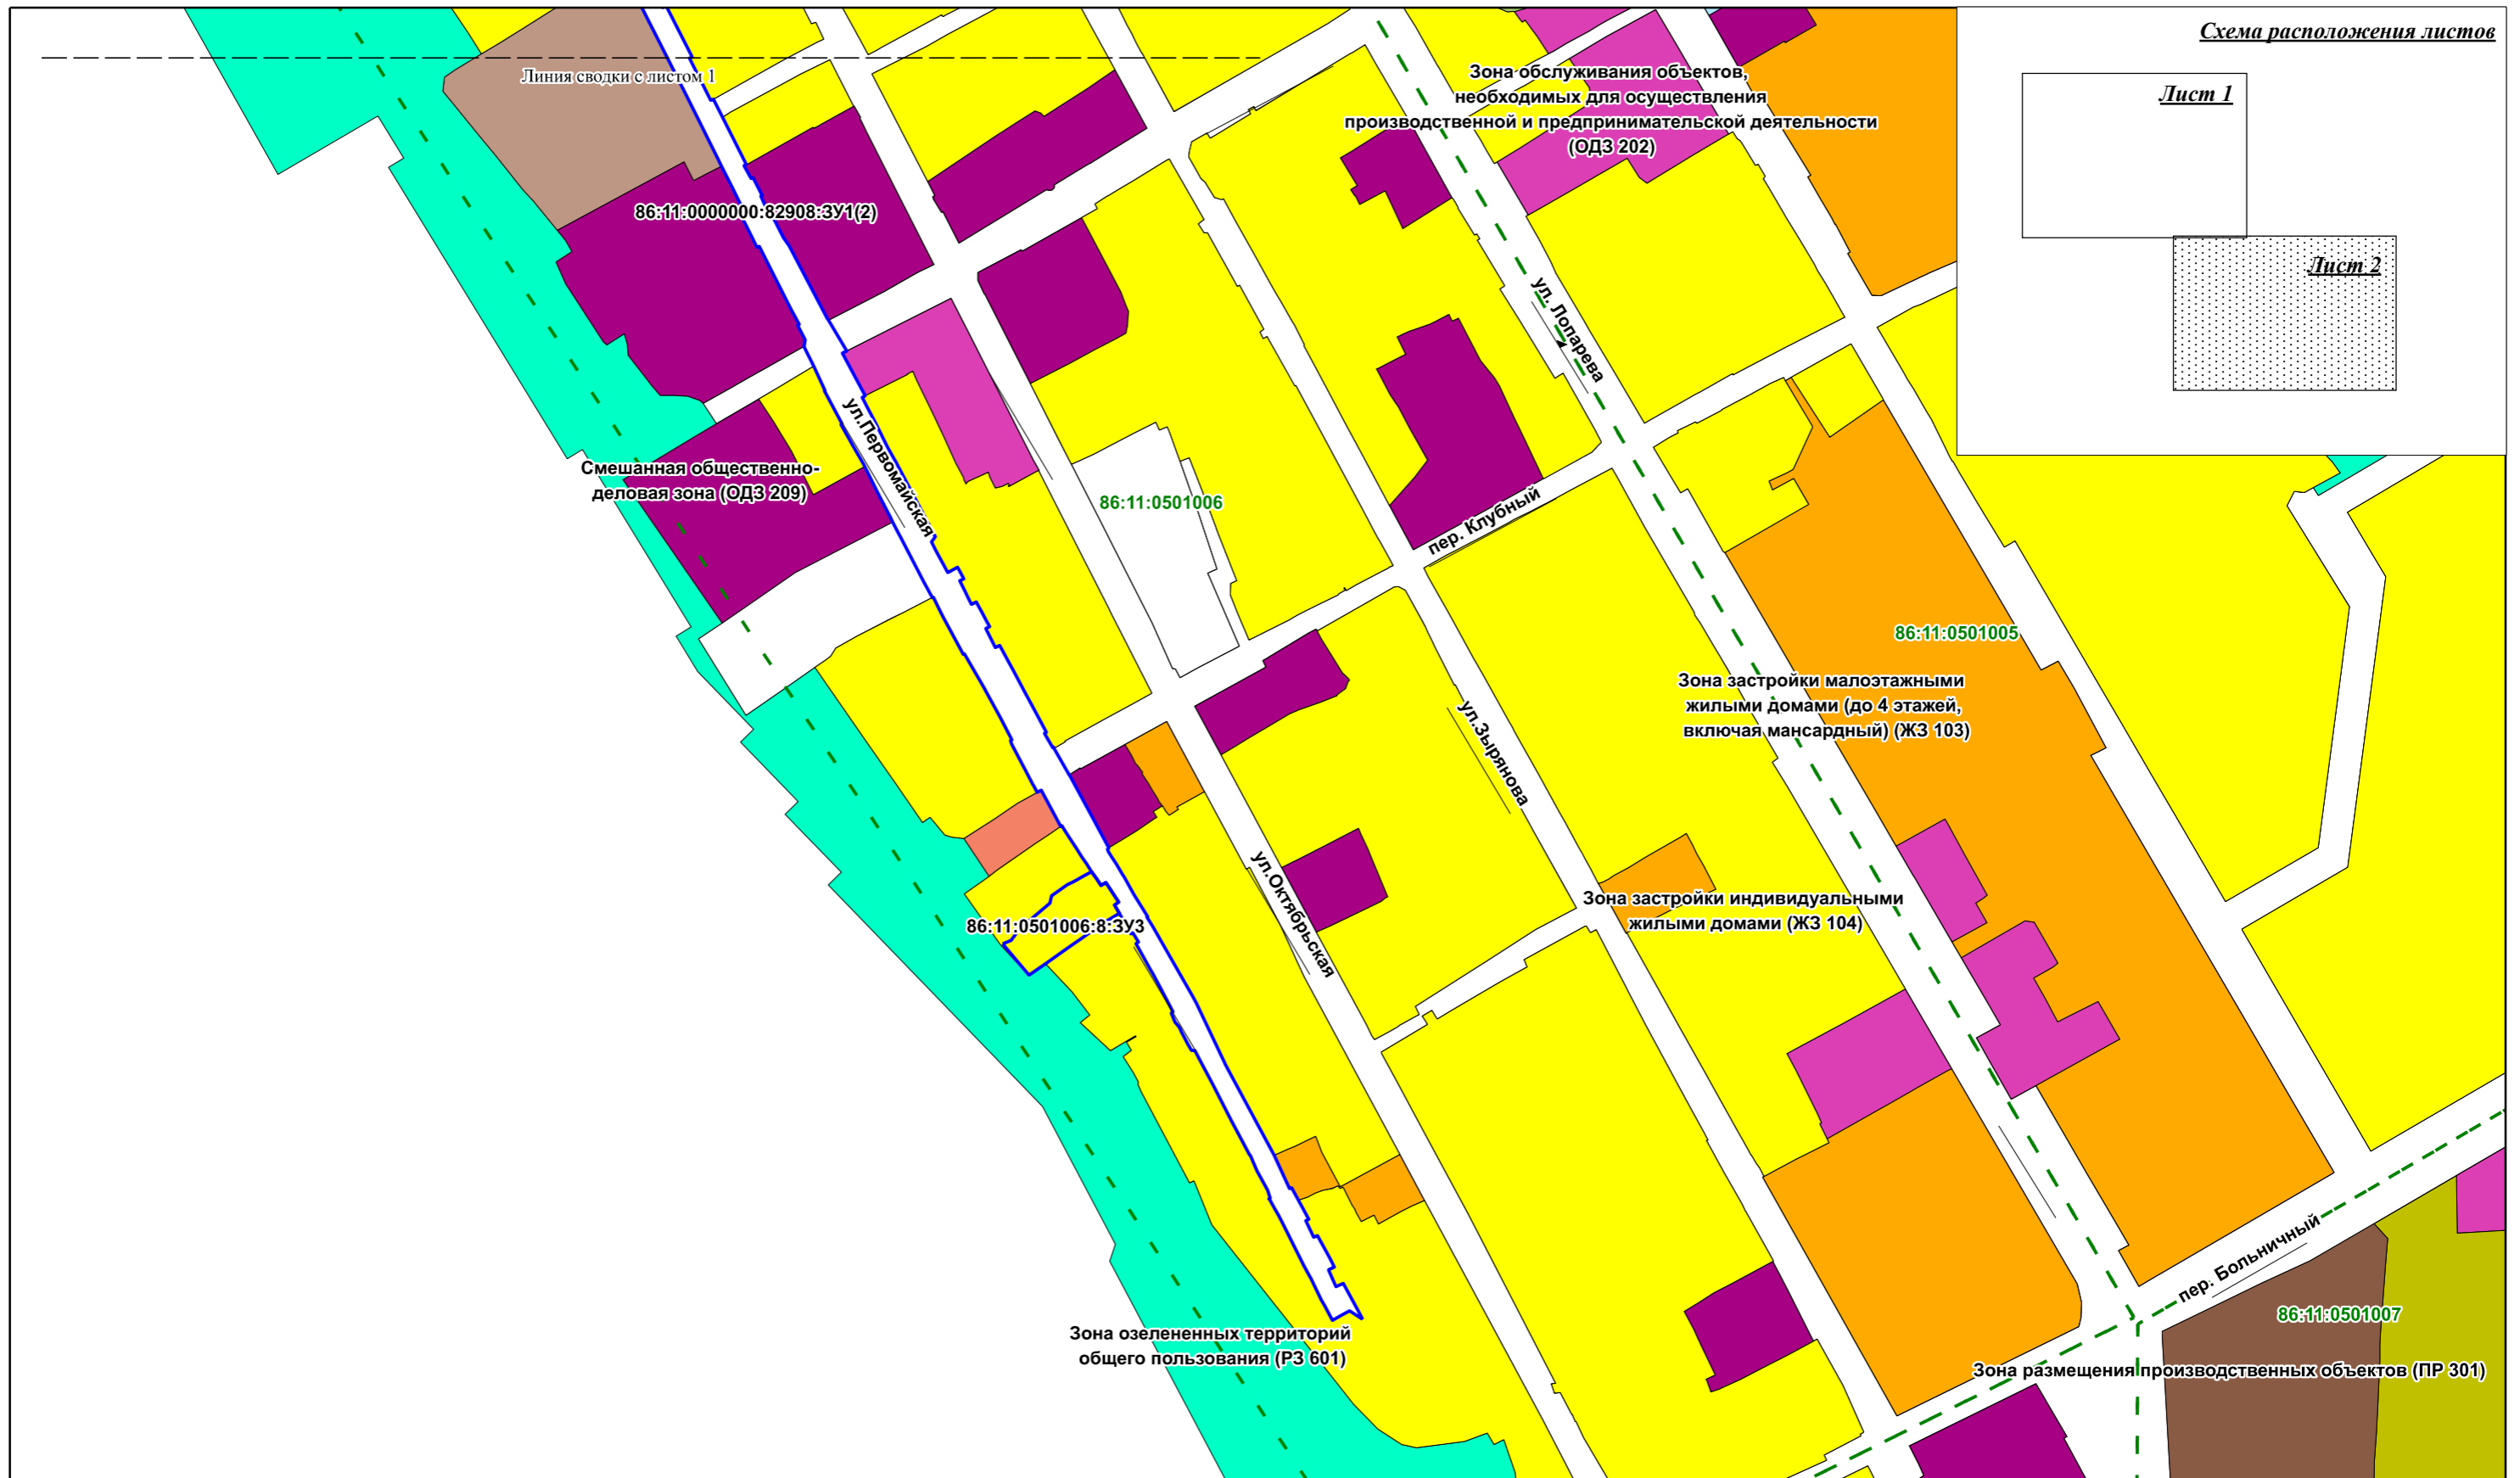 Схема расположения листов
Лист 1
Лист 2
Линия сводки с листом 1
Зона обслуживания объектов,
необходимых для осуществления
производственной и предпринимательской деятельности
(ОДЗ 202)
86:11:0000000:82908:ЗУ1(2)
ул. Лопарева
ул.Первомайская
Смешанная общественно-
деловая зона (ОДЗ 209)
86:11:0501006
пер. Клубный
86:11:0501005
Зона застройки малоэтажными
жилыми домами (до 4 этажей,
включая мансардный) (ЖЗ 103)
ул.Зырянова
ул.Октябрьская
Зона застройки индивидуальными
жилыми домами (ЖЗ 104)
86:11:0501006:8:ЗУ3
пер. Больничный
86:11:0501007
Зона озелененных территорий
общего пользования (РЗ 601)
Зона размещения производственных объектов (ПР 301)